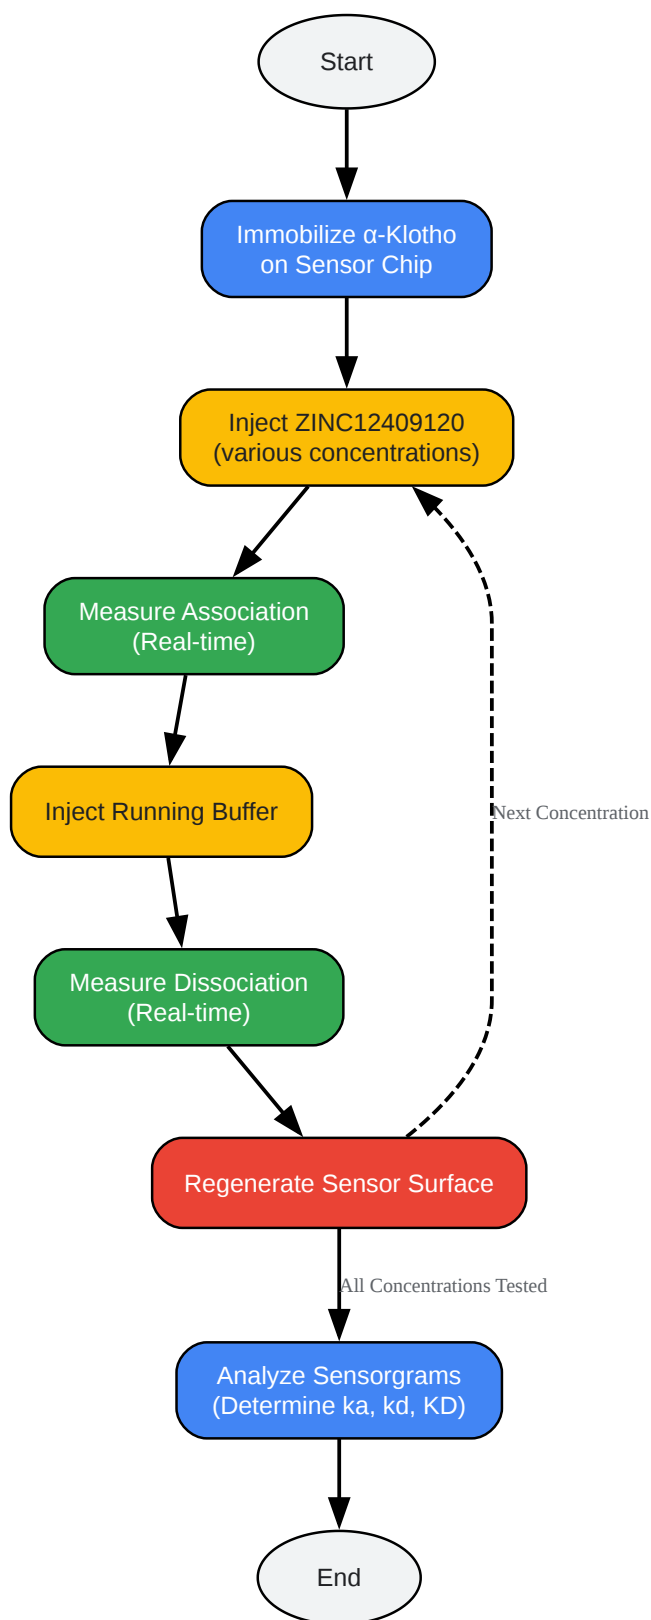 Start
Immobilize α-Klotho
on Sensor Chip
Inject ZINC12409120
(various concentrations)
Measure Association
(Real-time)
Inject Running Buffer
Next Concentration
Measure Dissociation
(Real-time)
Regenerate Sensor Surface
All Concentrations Tested
Analyze Sensorgrams
(Determine ka, kd, KD)
End